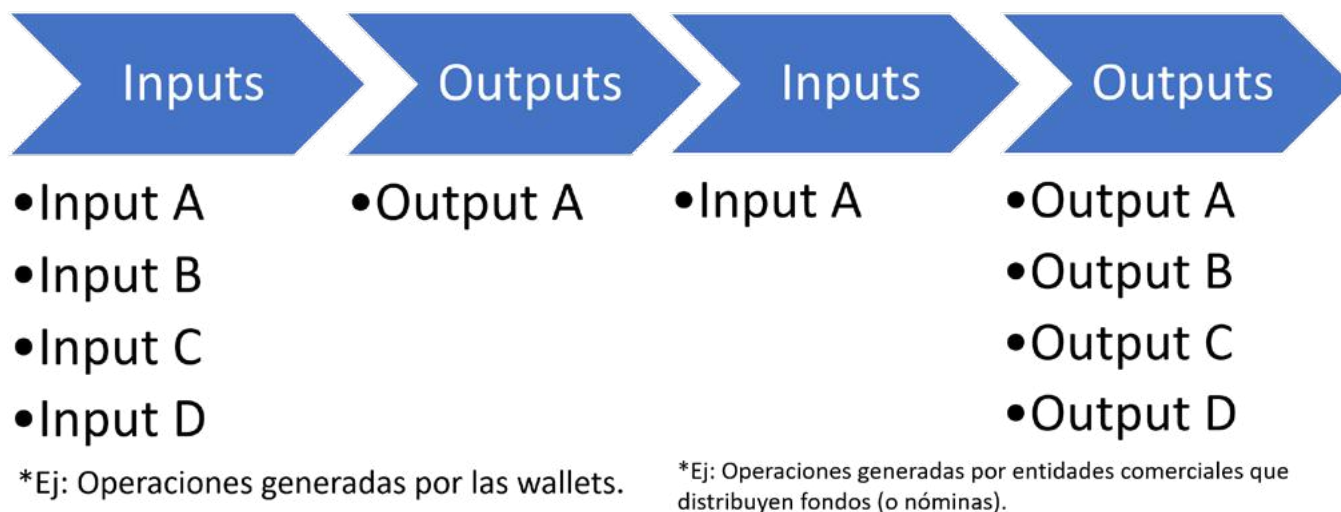 Inputs
Outputs
Inputs
Outputs
•Input A
•Input B
•Input C
•Input D
•Output A
•Input A
•Output A
•Output B
•Output C
•Output D
*Ej: Operaciones generadas por las wallets.
*Ej: Operaciones generadas por entidades comerciales que
distribuyen fondos (o nóminas).